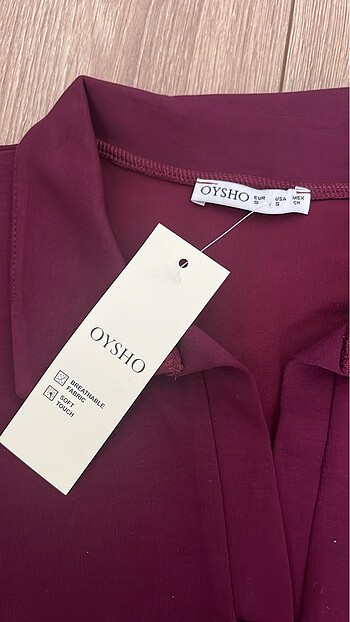 OYSHO EUR USA MEX
S S CH
OYSHO
BREATHABLE
FABRIC
SOFT
TOUCH